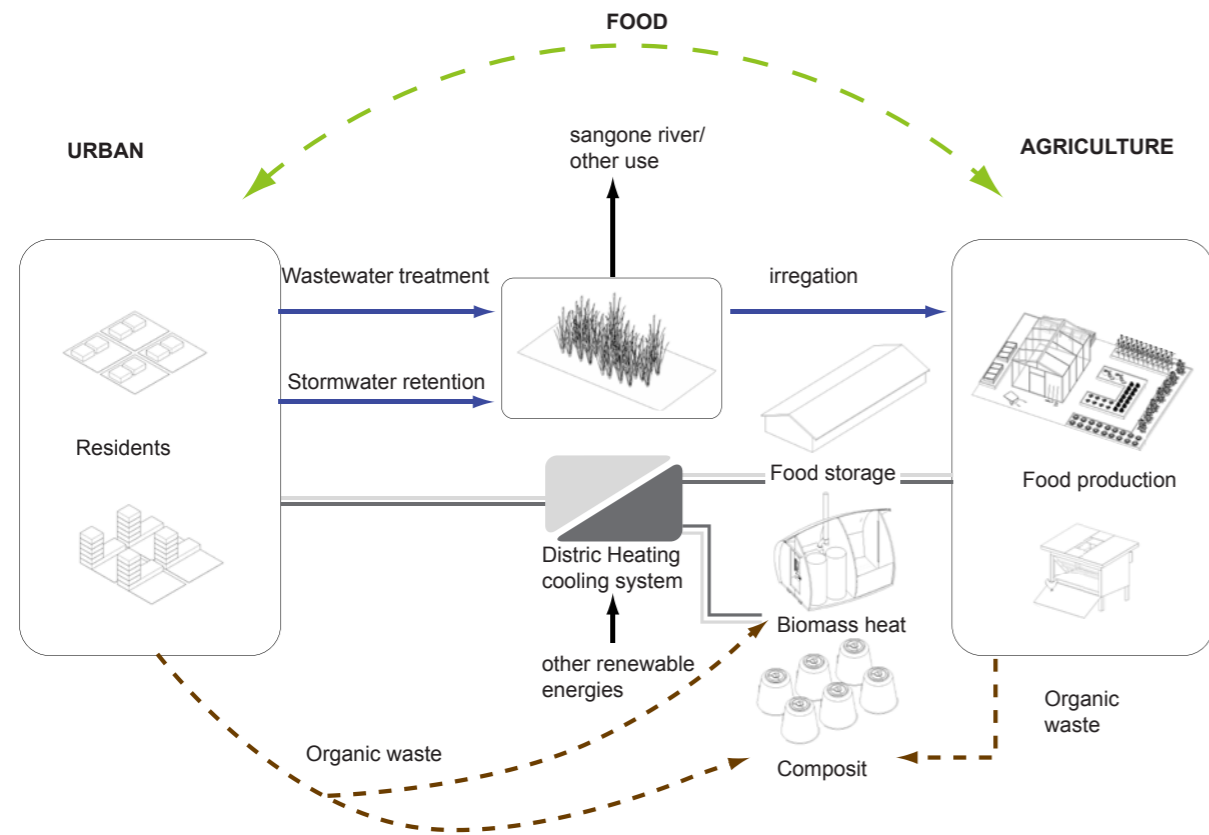 FOOD
URBAN
sangone river/
other use
AGRICULTURE
Wastewater treatment
irregation
Stormwater retention
Residents
Food storage
Food production
Distric Heating
cooling system
Biomass heat
other renewable
energies
Organic waste
Organic
waste
Composit